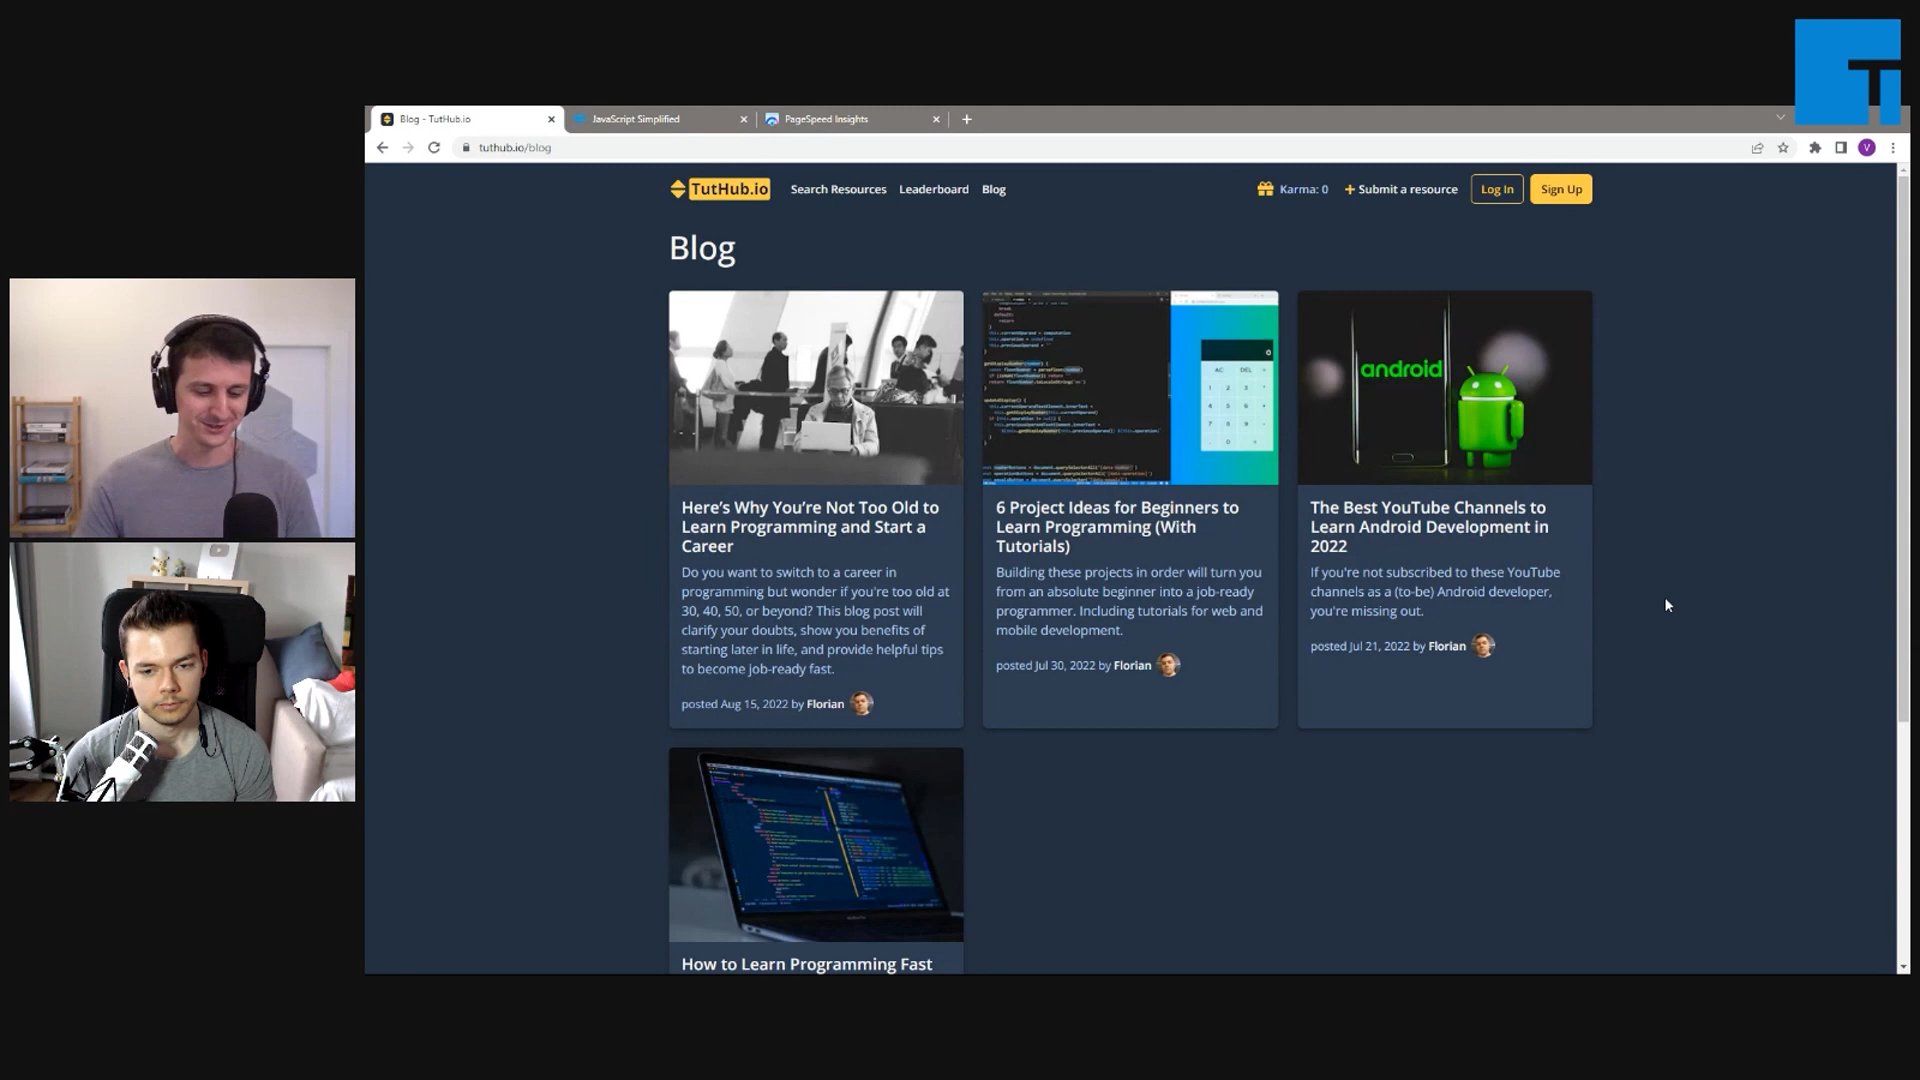 Blog - TutHub.io
JavaScript Simplified
PageSpeed Insights
tuthub.io/blog
V
TutHub.io
Search Resources
Leaderboard
Blog
Karma: 0
+ Submit a resource
Log In
Sign Up
Blog
android
Here's Why You're Not Too Old to
Learn Programming and Start a
Career
Do you want to switch to a career in
programming but wonder if you're too old at
30, 40, 50, or beyond? This blog post will
clarify your doubts, show you benefits of
starting later in life, and provide helpful tips
to become job-ready fast.
posted Aug 15, 2022 by Florian
6 Project Ideas for Beginners to
Learn Programming (With
Tutorials)
Building these projects in order will turn you
from an absolute beginner into a job-ready
programmer. Including tutorials for web and
mobile development.
posted Jul 30, 2022 by Florian
The Best YouTube Channels to
Learn Android Development in
2022
If you're not subscribed to these YouTube
channels as a (to-be) Android developer,
you're missing out.
posted Jul 21, 2022 by Florian
How to Learn Programming Fast